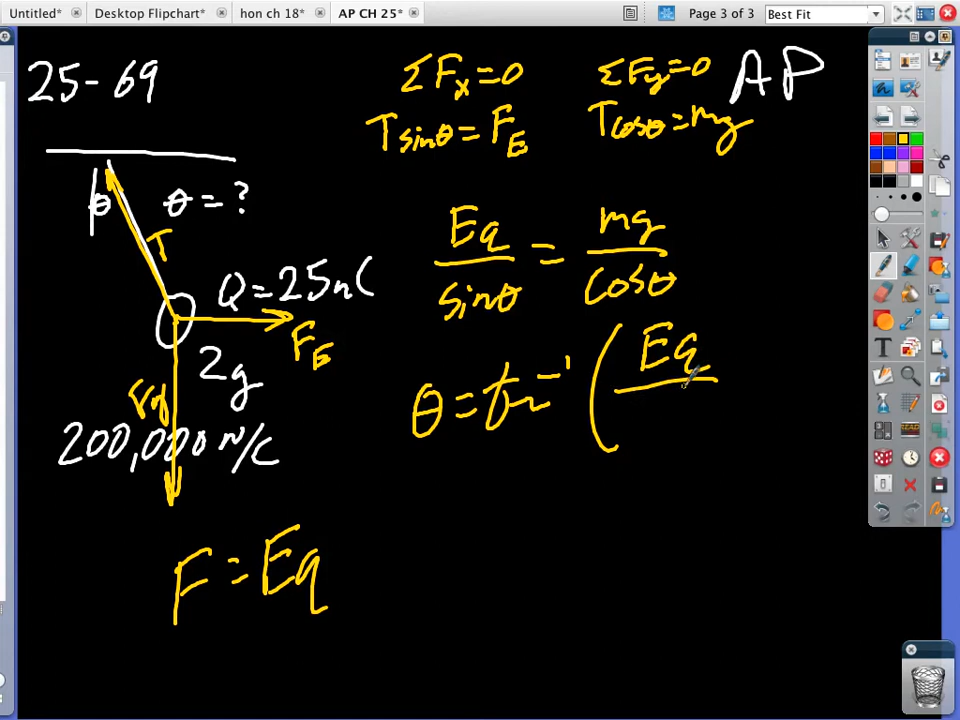 Untitled*
Desktop Flipchart*
hon ch 18*
AP CH 25*
Page 3 of 3
Best Fit
25-69
ΣFx=0
ΣFy=0
AP
Tsinθ=FE
Tcosθ=mg
θ
θ=?
T
Eq/sinθ = mg/cosθ
Q=25nC
FE
2g
Fg
θ=tan⁻¹(Eq/
200,000 N/C
F=Eq